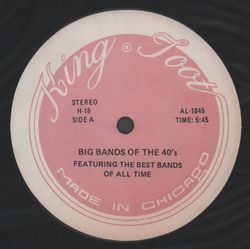 King Toot
STEREO
H-18
SIDE A
AL-1845
TIME: 5:45
BIG BANDS OF THE 40's
FEATURING THE BEST BANDS
OF ALL TIME
MADE IN CHICAGO